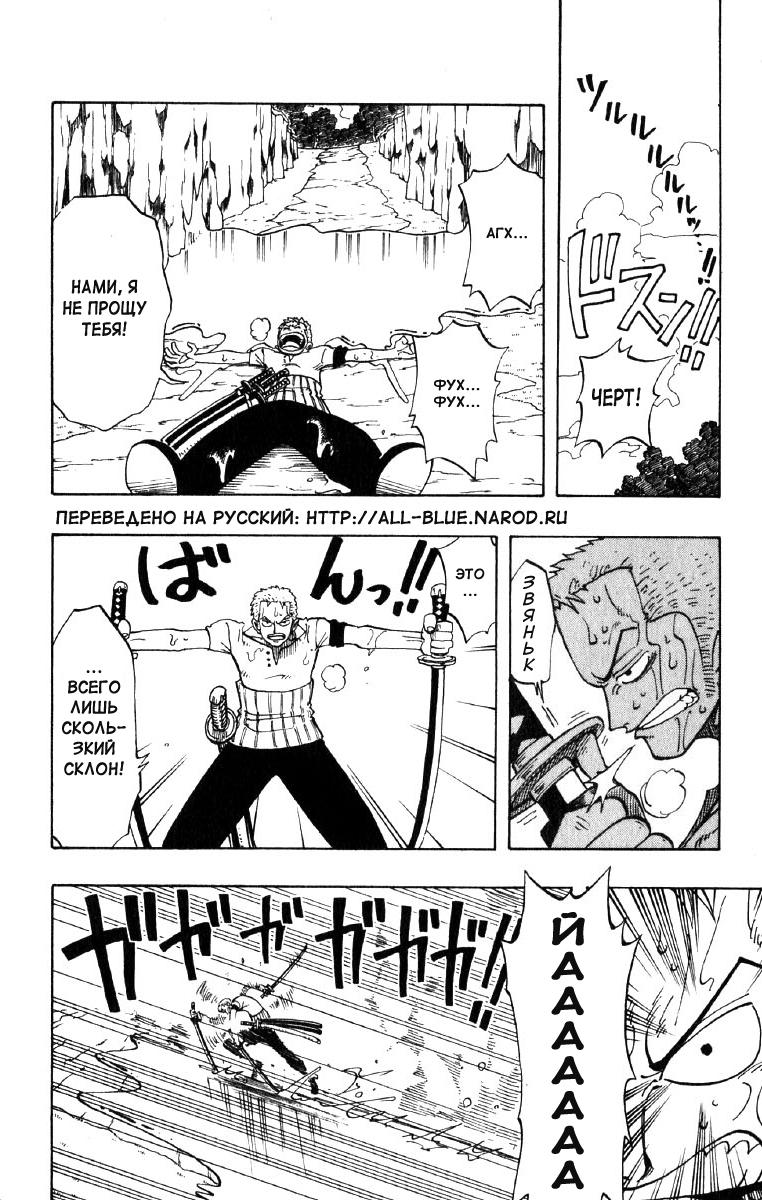 ツルルルルルルッ…!!
ドスン!!!
ЧЕРТ!
АГХ...
ФУХ...
ФУХ...
НАМИ, Я
НЕ ПРОЩУ
ТЕБЯ!
ПЕРЕВЕДЕНО НА РУССКИЙ: HTTP://ALL-BLUE.NAROD.RU
ЗВЯНЬК
ЭТО
...
ばんっ!!
...
ВСЕГО
ЛИШЬ
СКОЛЬ-
ЗКИЙ
СКЛОН!
ЙАААААААА
ガガガガガガ!!